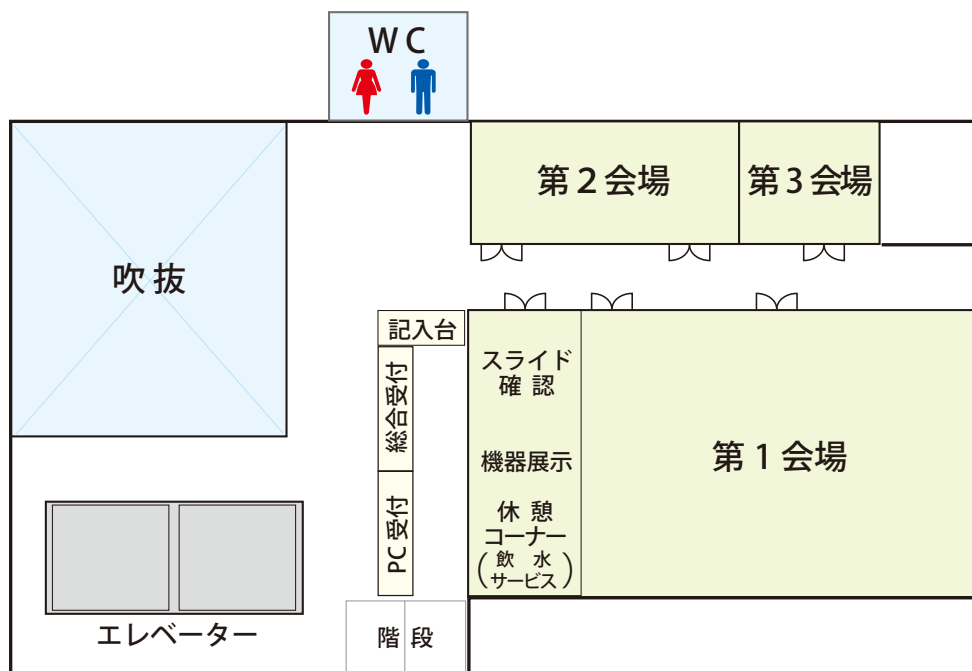 WC
第2会場
第3会場
吹抜
記入台
総合受付
PC受付
スライド
確認
機器展示
休憩
コーナー
(飲水
サービス)
第1会場
エレベーター
階段